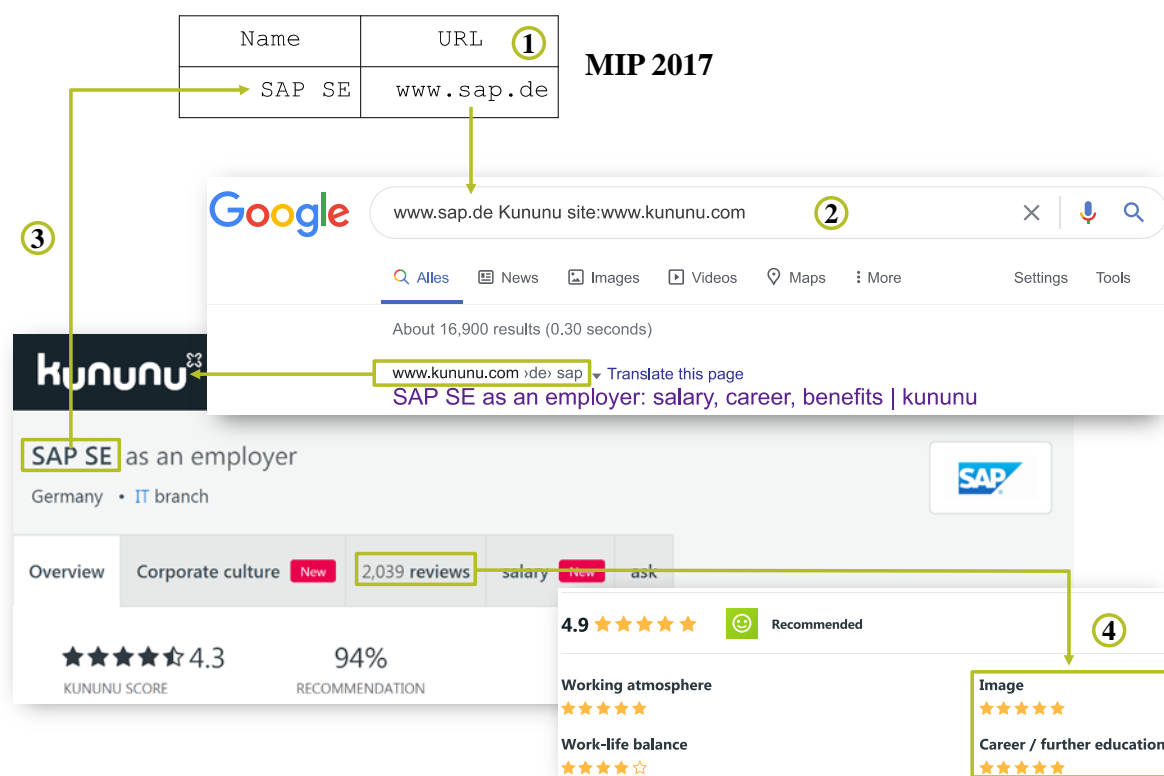 Name URL 1
MIP 2017
SAP SE www.sap.de
Google www.sap.de Kununu site:www.kununu.com 2
3
Alles News Images Videos Maps More Settings Tools
About 16,900 results (0.30 seconds)
www.kununu.com ›de› sap Translate this page
SAP SE as an employer: salary, career, benefits | kununu
kununu
SAP SE as an employer
Germany • IT branch
SAP
Overview Corporate culture New 2,039 reviews salary New ask
4.3 94%
KUNUNU SCORE RECOMMENDATION
4.9 Recommended 4
Working atmosphere Image
Work-life balance Career / further education